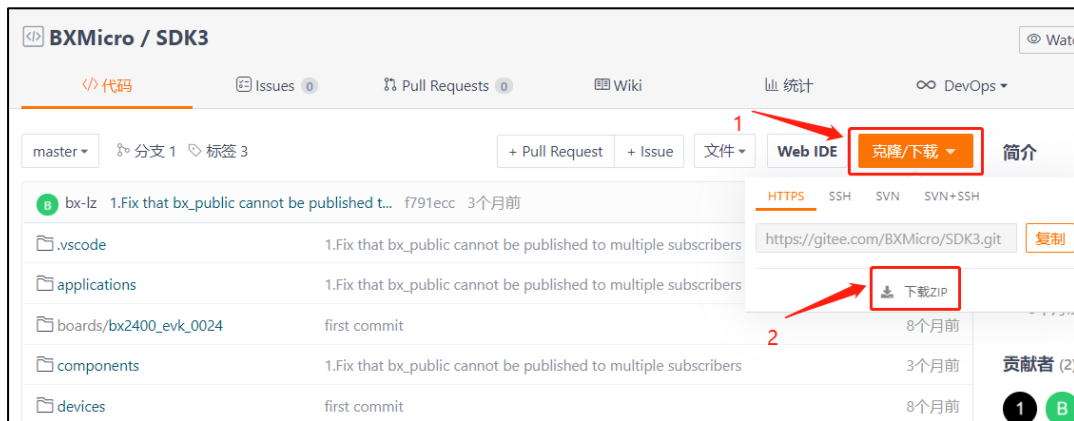 BXMicro / SDK3
Watc
代码 Issues 0 Pull Requests 0 Wiki 统计 DevOps
1
master 分支 1 标签 3 + Pull Request + Issue 文件 Web IDE 克隆/下载 简介
HTTPS SSH SVN SVN+SSH
B bx-lz 1.Fix that bx_public cannot be published t... f791ecc 3个月前
https://gitee.com/BXMicro/SDK3.git 复制
.vscode 1.Fix that bx_public cannot be published to multiple subscribers
applications 1.Fix that bx_public cannot be published to multiple subscribers
下载ZIP
2
boards/bx2400_evk_0024 first commit 8个月前
components 1.Fix that bx_public cannot be published to multiple subscribers 3个月前
贡献者 (2)
devices first commit 8个月前
1 B